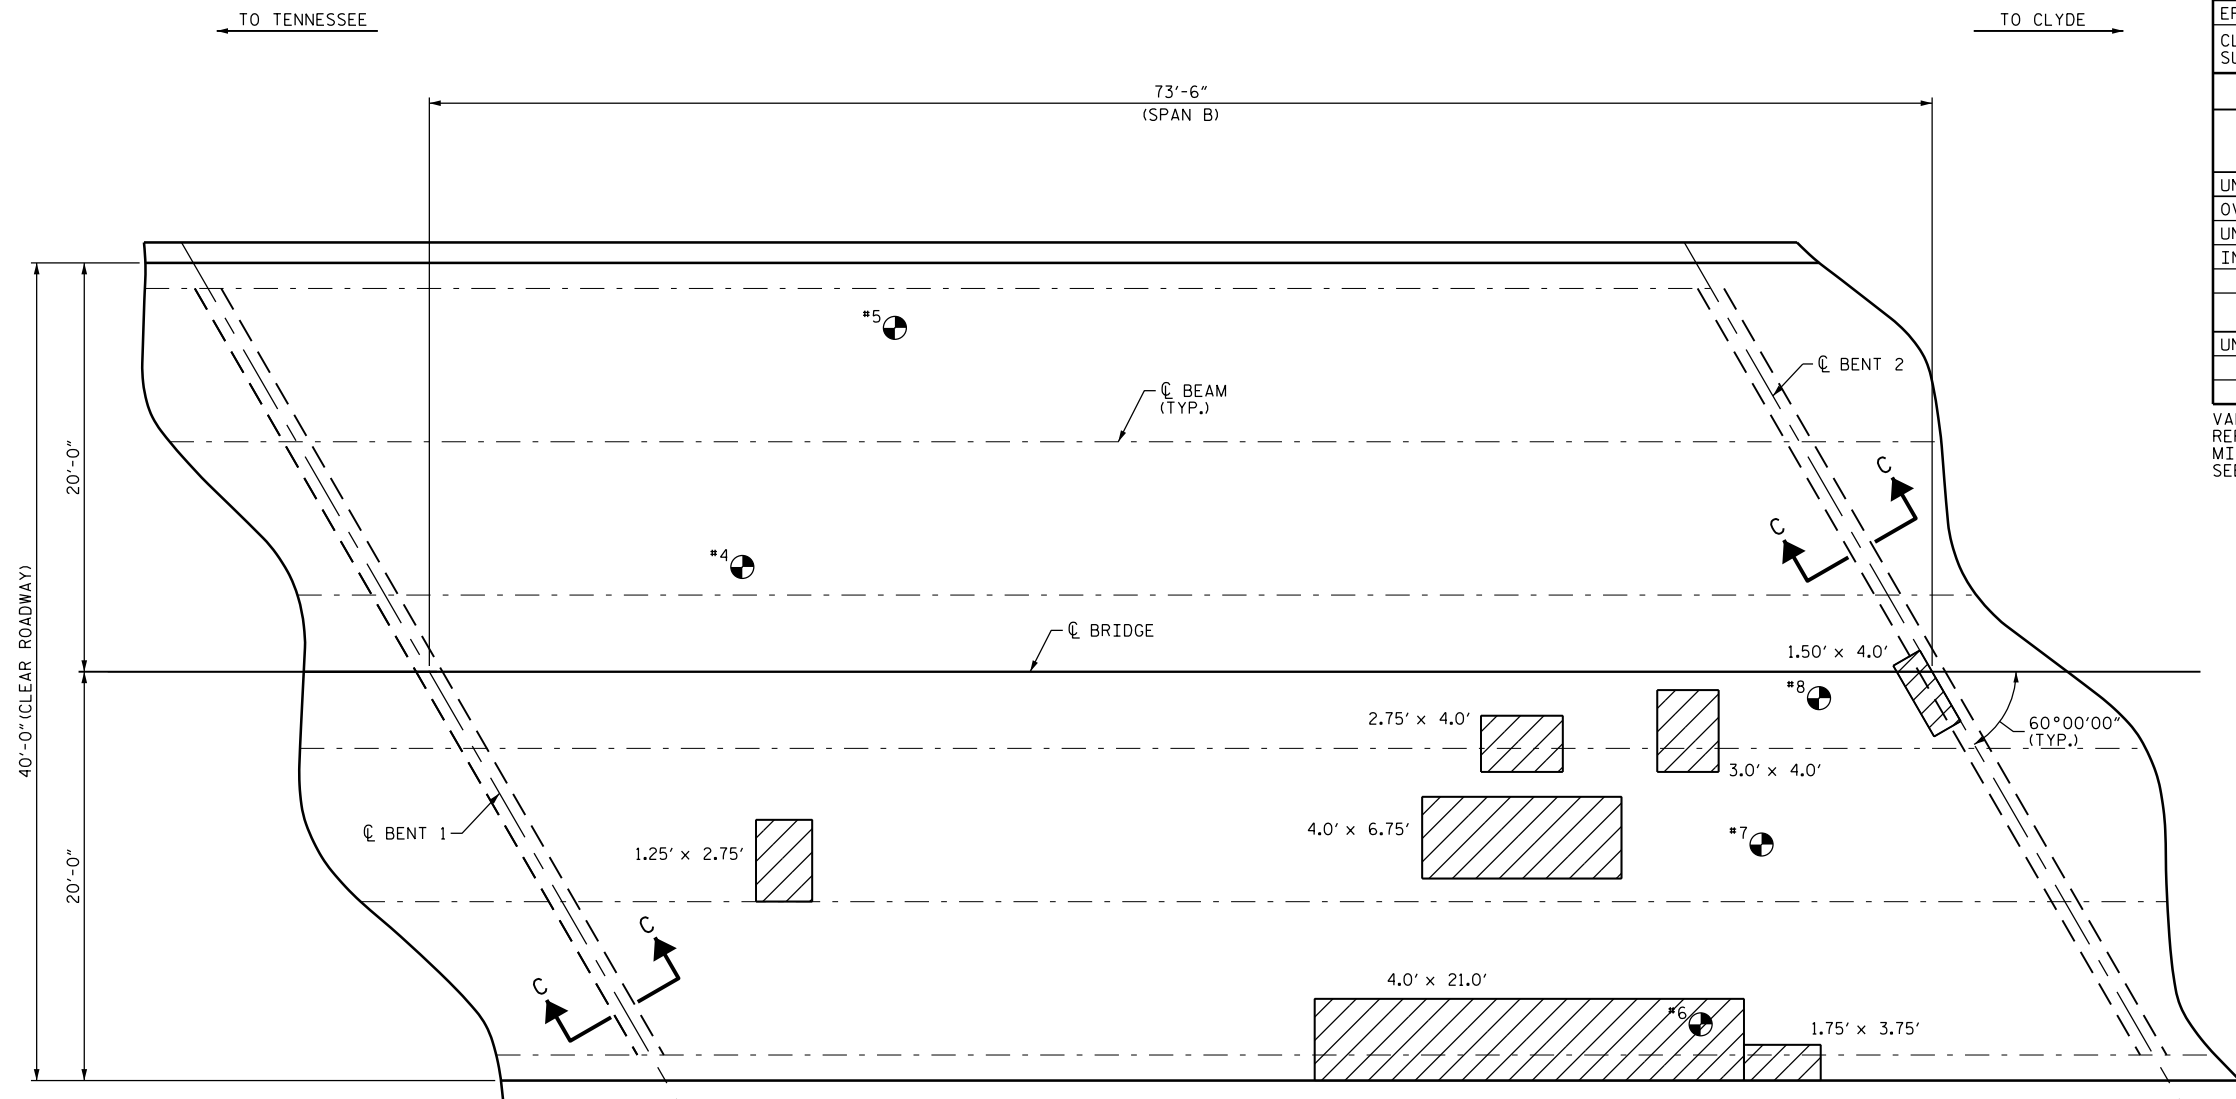 TO TENNESSEE
TO CLYDE
73'-6"
(SPAN B)
#5
℄ BENT 2
℄ BEAM
(TYP.)
C
C
20'-0"
#4
40'-0"(CLEAR ROADWAY)
℄ BRIDGE
1.50' x 4.0'
#8
2.75' x 4.0'
60°00'00"
(TYP.)
3.0' x 4.0'
℄ BENT 1
4.0' x 6.75'
#7
1.25' x 2.75'
20'-0"
C
C
4.0' x 21.0'
#6
1.75' x 3.75'